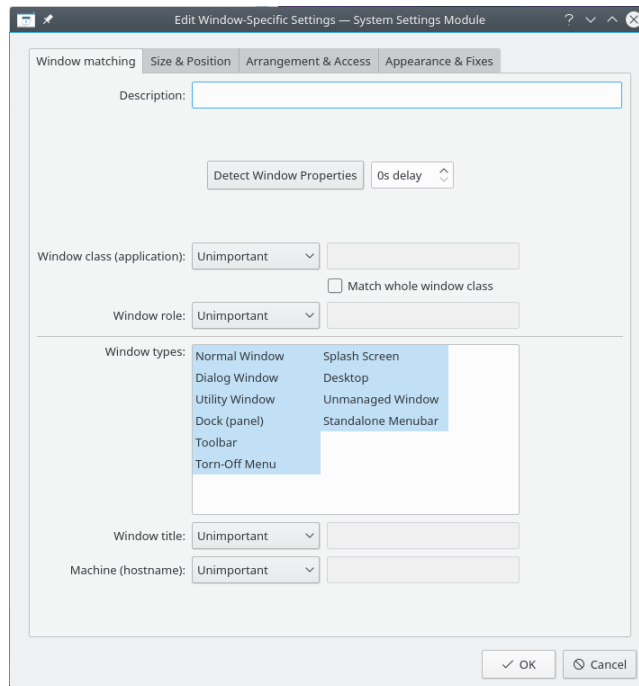 Edit Window-Specific Settings — System Settings Module
Window matching Size & Position Arrangement & Access Appearance & Fixes
Description:
Detect Window Properties 0s delay
Window class (application): Unimportant
Match whole window class
Window role: Unimportant
Window types:
Normal Window Splash Screen
Dialog Window Desktop
Utility Window Unmanaged Window
Dock (panel) Standalone Menubar
Toolbar
Torn-Off Menu
Window title: Unimportant
Machine (hostname): Unimportant
OK Cancel